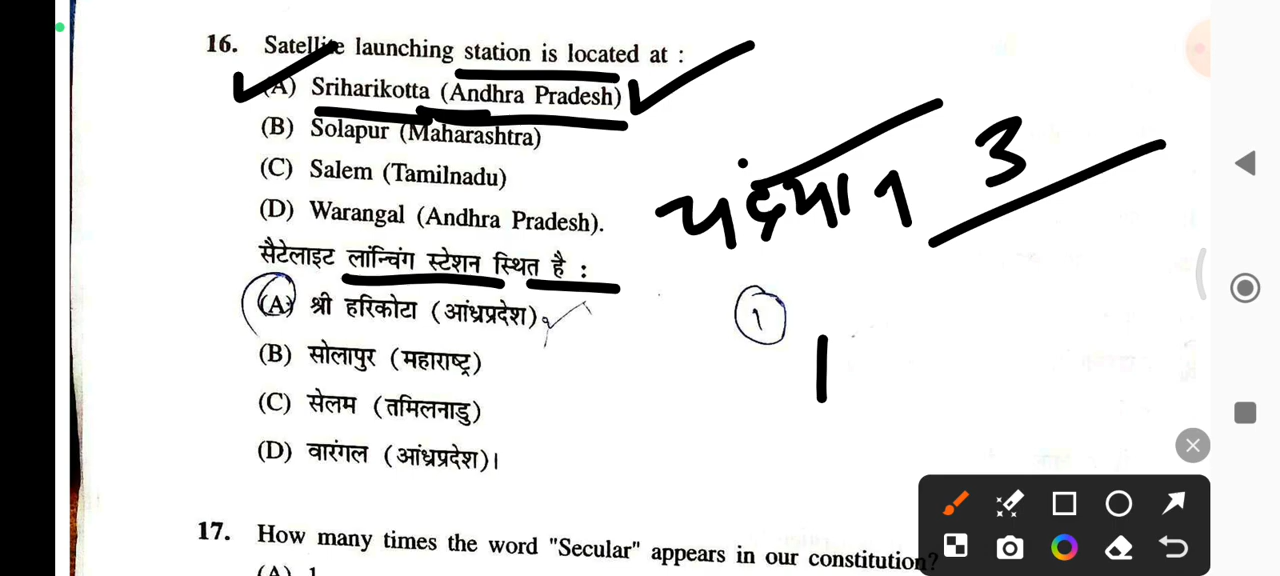 16. Satellite launching station is located at :
(A) Sriharikotta (Andhra Pradesh)
(B) Solapur (Maharashtra)
(C) Salem (Tamilnadu)
(D) Warangal (Andhra Pradesh).
चंद्रयान 3
सैटेलाइट लांन्चिंग स्टेशन स्थित है :
(A) श्री हरिकोटा (आंध्रप्रदेश)
1
(B) सोलापुर (महाराष्ट्र)
(C) सेलम (तमिलनाडु)
(D) वारंगल (आंध्रप्रदेश)।
17. How many times the word "Secular" appears in our constitution?
(A) 1